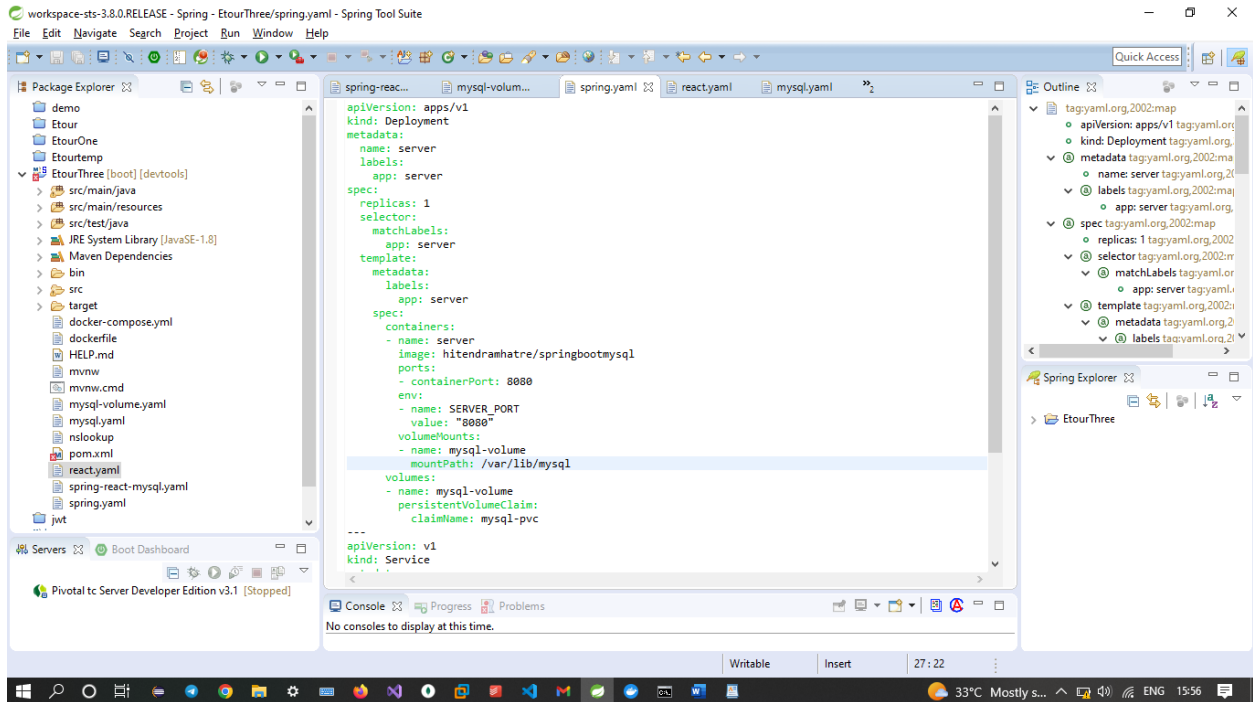 workspace-sts-3.8.0.RELEASE - Spring - EtourThree/spring.yaml - Spring Tool Suite
File Edit Navigate Search Project Run Window Help
Quick Access
Package Explorer
demo
Etour
EtourOne
Etourtemp
EtourThree [boot] [devtools]
src/main/java
src/main/resources
src/test/java
JRE System Library [JavaSE-1.8]
Maven Dependencies
bin
src
target
docker-compose.yml
dockerfile
HELP.md
mvnw
mvnw.cmd
mysql-volume.yaml
mysql.yaml
nslookup
pom.xml
react.yaml
spring-react-mysql.yaml
spring.yaml
jwt
Servers Boot Dashboard
Pivotal tc Server Developer Edition v3.1 [Stopped]
spring-reac... mysql-volum... spring.yaml react.yaml mysql.yaml »2
apiVersion: apps/v1
kind: Deployment
metadata:
  name: server
  labels:
    app: server
spec:
  replicas: 1
  selector:
    matchLabels:
      app: server
  template:
    metadata:
      labels:
        app: server
    spec:
      containers:
      - name: server
        image: hitendramhatre/springbootmysql
        ports:
        - containerPort: 8080
        env:
        - name: SERVER_PORT
          value: "8080"
        volumeMounts:
        - name: mysql-volume
          mountPath: /var/lib/mysql
      volumes:
      - name: mysql-volume
        persistentVolumeClaim:
          claimName: mysql-pvc
---
apiVersion: v1
kind: Service
Console Progress Problems
No consoles to display at this time.
Outline
tag:yaml.org,2002:map
apiVersion: apps/v1 tag:yaml.org
kind: Deployment tag:yaml.org,
metadata tag:yaml.org,2002:ma
name: server tag:yaml.org,20
labels tag:yaml.org,2002:map
app: server tag:yaml.org,
spec tag:yaml.org,2002:map
replicas: 1 tag:yaml.org,2002
selector tag:yaml.org,2002:m
matchLabels tag:yaml.or
app: server tag:yaml.
template tag:yaml.org,2002:
metadata tag:yaml.org,2
labels tag:yaml.org,2
Spring Explorer
EtourThree
Writable Insert 27 : 22
33°C Mostly s... ENG 15:56